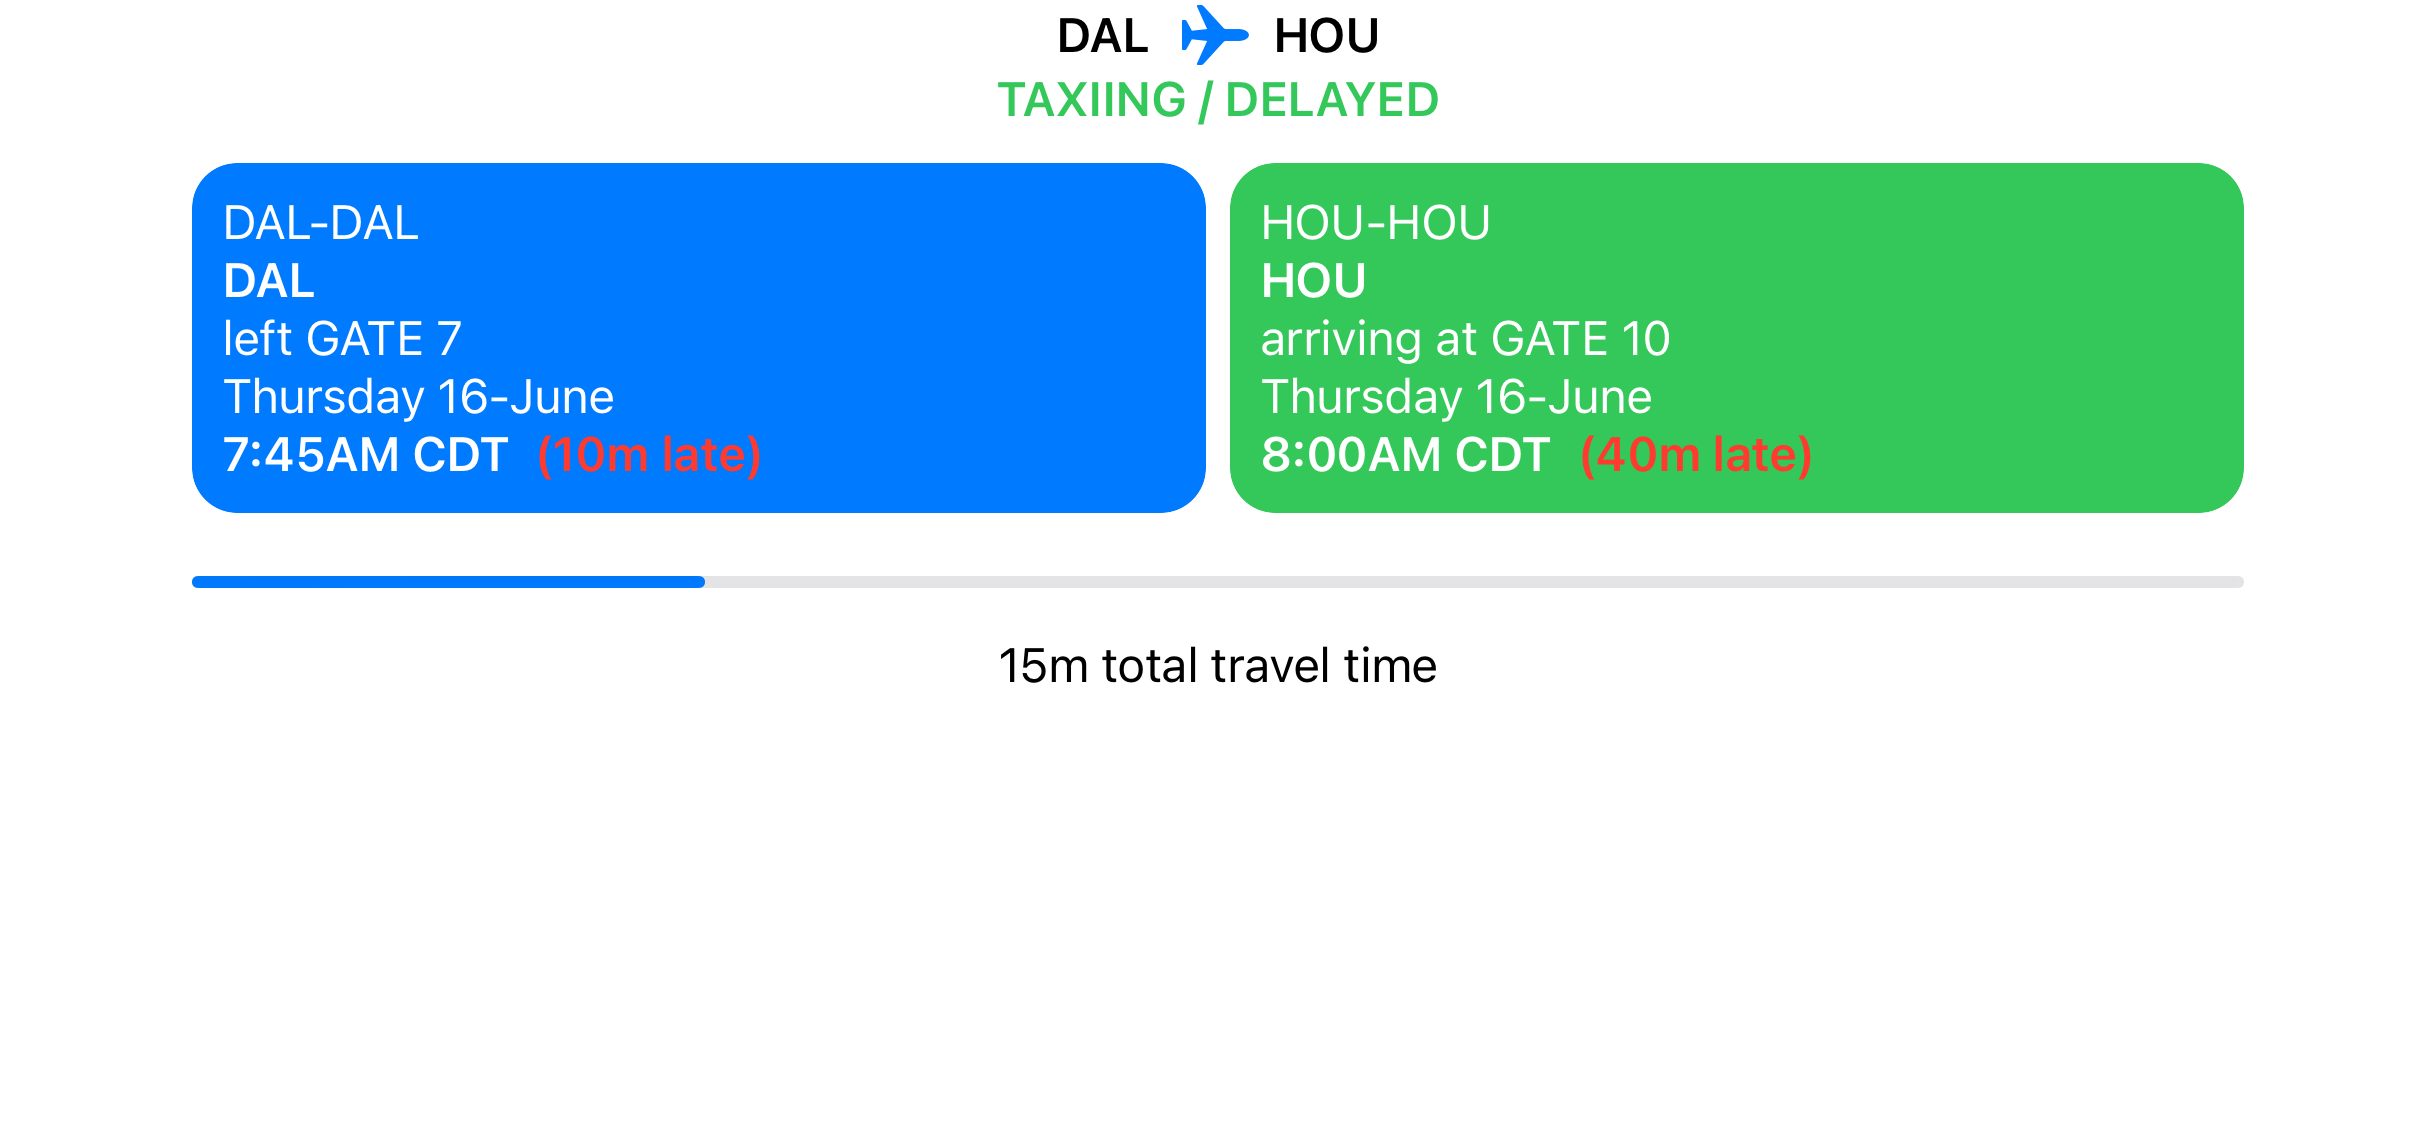 DAL HOU
TAXIING / DELAYED
DAL-DAL
DAL
left GATE 7
Thursday 16-June
7:45AM CDT (10m late)
HOU-HOU
HOU
arriving at GATE 10
Thursday 16-June
8:00AM CDT (40m late)
15m total travel time